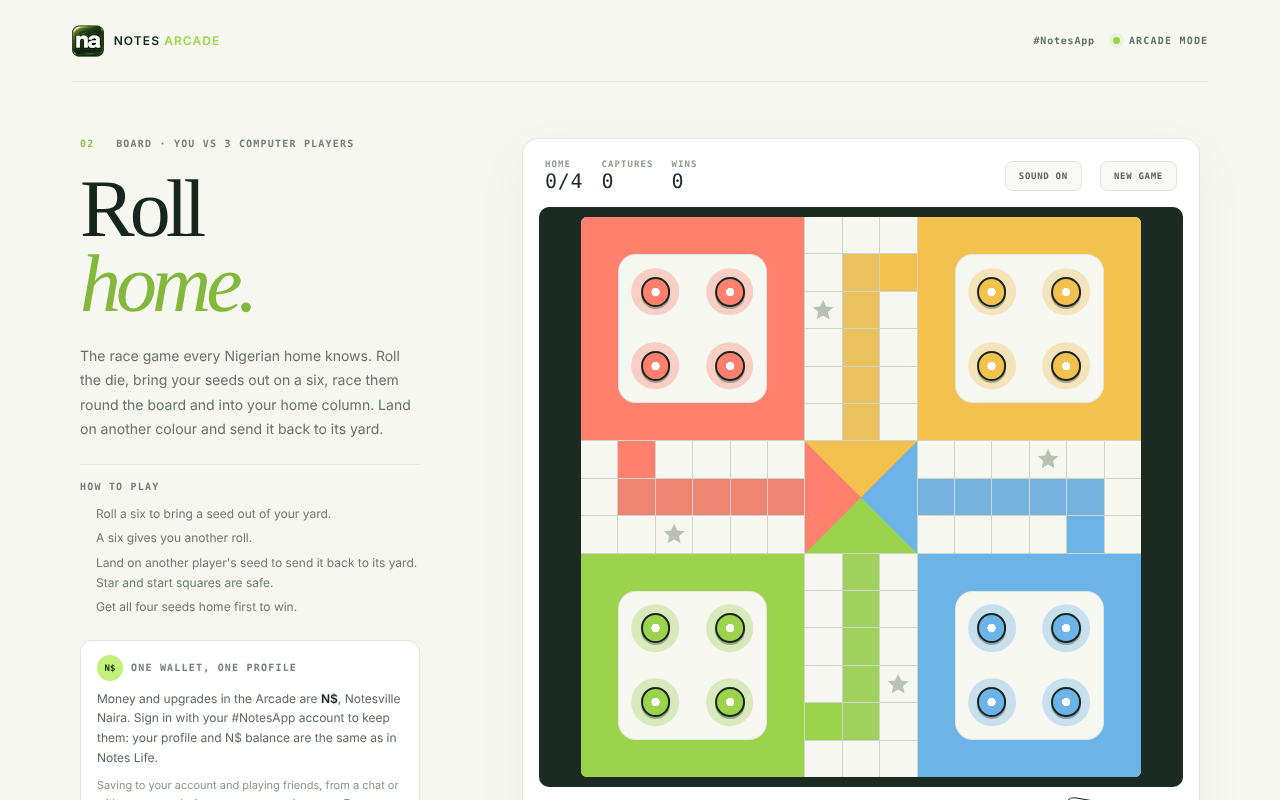 na NOTES ARCADE
#NotesApp ARCADE MODE
02 BOARD · YOU VS 3 COMPUTER PLAYERS
Roll
home.
The race game every Nigerian home knows. Roll
the die, bring your seeds out on a six, race them
round the board and into your home column. Land
on another colour and send it back to its yard.
HOW TO PLAY
Roll a six to bring a seed out of your yard.
A six gives you another roll.
Land on another player's seed to send it back to its yard.
Star and start squares are safe.
Get all four seeds home first to win.
N$ ONE WALLET, ONE PROFILE
Money and upgrades in the Arcade are N$, Notesville
Naira. Sign in with your #NotesApp account to keep
them: your profile and N$ balance are the same as in
Notes Life.
Saving to your account and playing friends, from a chat or
HOME CAPTURES WINS
0/4 0 0
SOUND ON NEW GAME